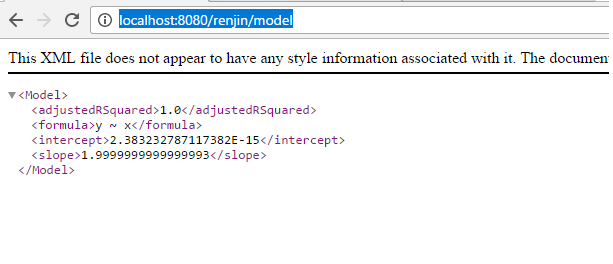 localhost:8080/renjin/model
This XML file does not appear to have any style information associated with it. The documen
<Model>
<adjustedRSquared>1.0</adjustedRSquared>
<formula>y ~ x</formula>
<intercept>2.383232787117382E-15</intercept>
<slope>1.9999999999999993</slope>
</Model>